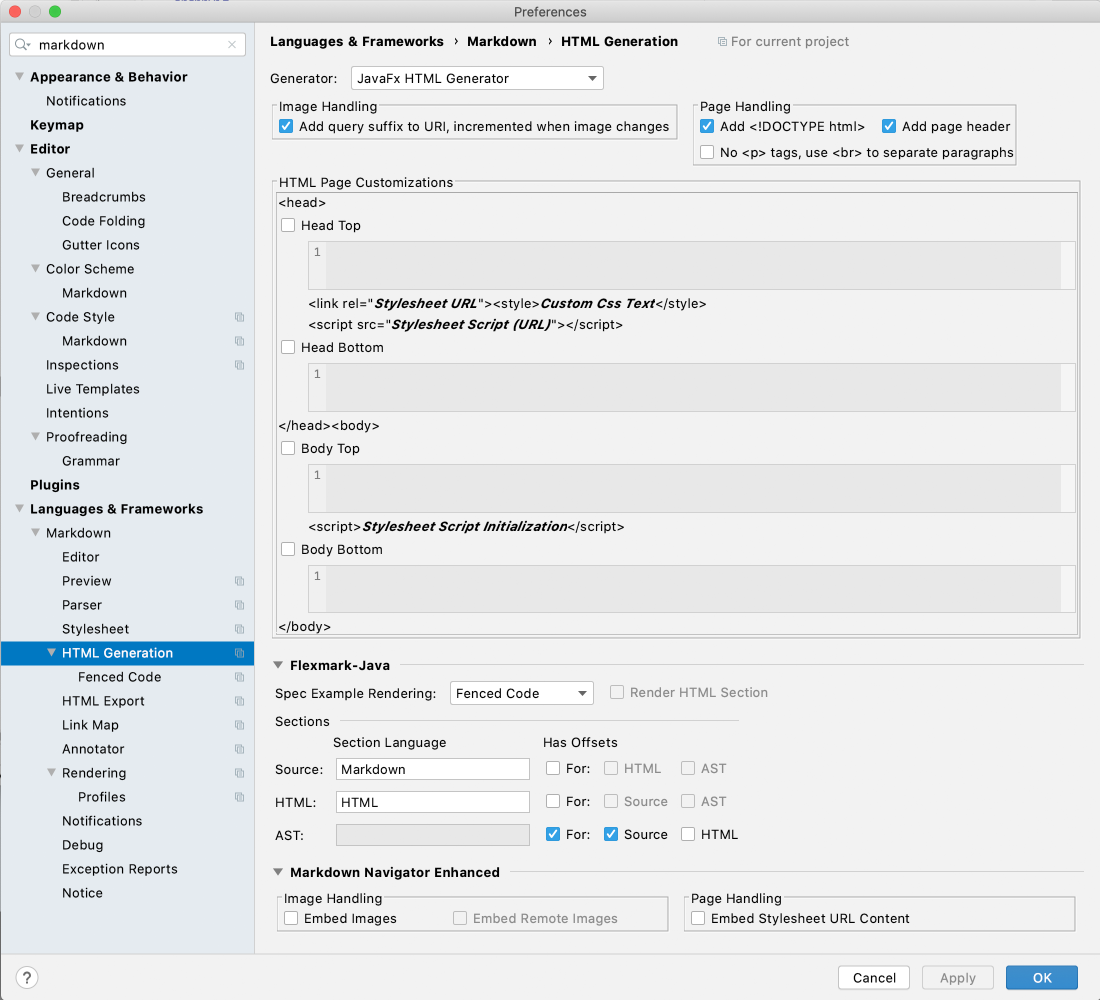 Preferences
markdown
Appearance & Behavior
Notifications
Keymap
Editor
General
Breadcrumbs
Code Folding
Gutter Icons
Color Scheme
Markdown
Code Style
Markdown
Inspections
Live Templates
Intentions
Proofreading
Grammar
Plugins
Languages & Frameworks
Markdown
Editor
Preview
Parser
Stylesheet
HTML Generation
Fenced Code
HTML Export
Link Map
Annotator
Rendering
Profiles
Notifications
Debug
Exception Reports
Notice
Languages & Frameworks › Markdown › HTML Generation For current project
Generator: JavaFx HTML Generator
Image Handling
Add query suffix to URI, incremented when image changes
Page Handling
Add <!DOCTYPE html> Add page header
No <p> tags, use <br> to separate paragraphs
HTML Page Customizations
<head>
Head Top
1
<link rel="Stylesheet URL"><style>Custom Css Text</style>
<script src="Stylesheet Script (URL)"></script>
Head Bottom
1
</head><body>
Body Top
1
<script>Stylesheet Script Initialization</script>
Body Bottom
1
</body>
Flexmark-Java
Spec Example Rendering: Fenced Code Render HTML Section
Sections
Section Language Has Offsets
Source: Markdown For: HTML AST
HTML: HTML For: Source AST
AST: For: Source HTML
Markdown Navigator Enhanced
Image Handling
Embed Images Embed Remote Images
Page Handling
Embed Stylesheet URL Content
? Cancel Apply OK